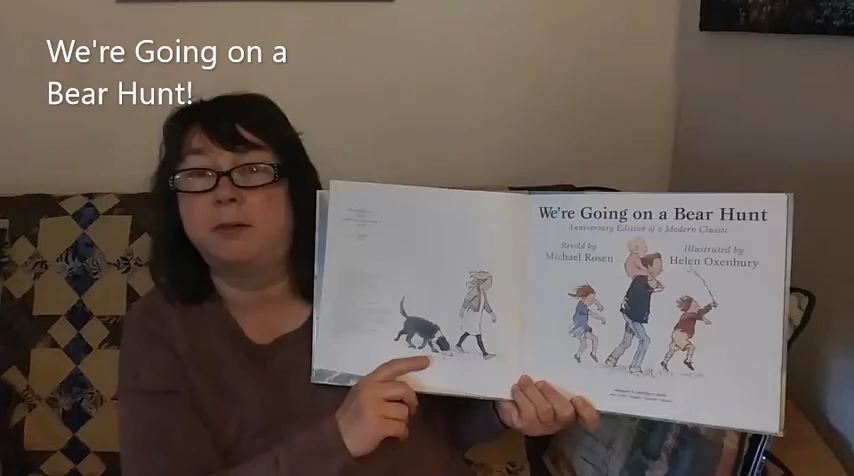 We're Going on a
Bear Hunt!
We're Going on a Bear Hunt
Anniversary Edition of a Modern Classic
Retold by
Michael Rosen
Illustrated by
Helen Oxenbury